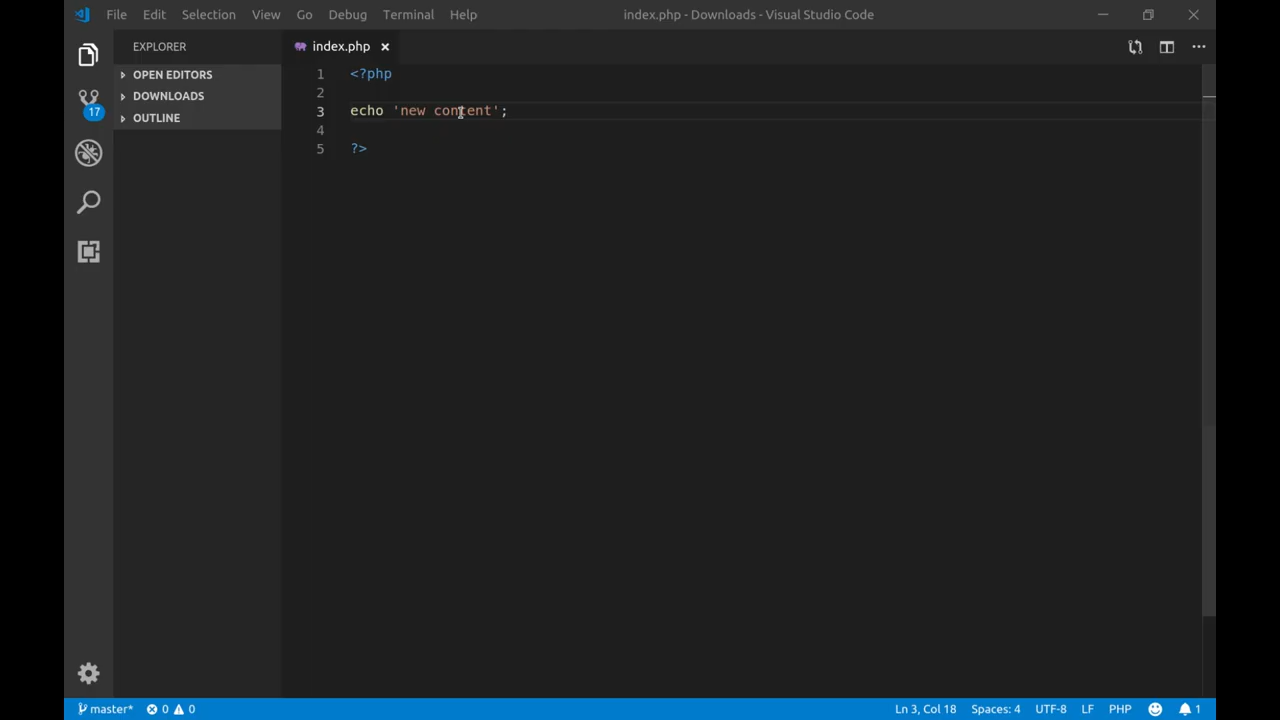 File Edit Selection View Go Debug Terminal Help index.php - Downloads - Visual Studio Code
EXPLORER
OPEN EDITORS
DOWNLOADS
OUTLINE
17
index.php
1 <?php
2
3 echo 'new content';
4
5 ?>
master* 0 0 Ln 3, Col 18 Spaces: 4 UTF-8 LF PHP 1